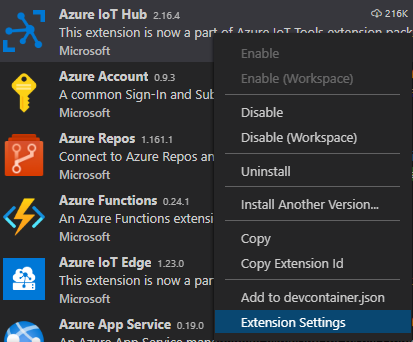 Azure IoT Hub 2.16.4 216K
This extension is now a part of Azure IoT Tools extension pack
Microsoft
Azure Account 0.9.3
A common Sign-In and Sub
Azure Repos 1.161.1
Connect to Azure Repos an
Microsoft
Azure Functions 0.24.1
An Azure Functions extensi
Microsoft
Azure IoT Edge 1.23.0
This extension is now a part
Microsoft
Azure App Service 0.19.0
An Azure App Service man
Enable
Enable (Workspace)
Disable
Disable (Workspace)
Uninstall
Install Another Version...
Copy
Copy Extension Id
Add to devcontainer.json
Extension Settings